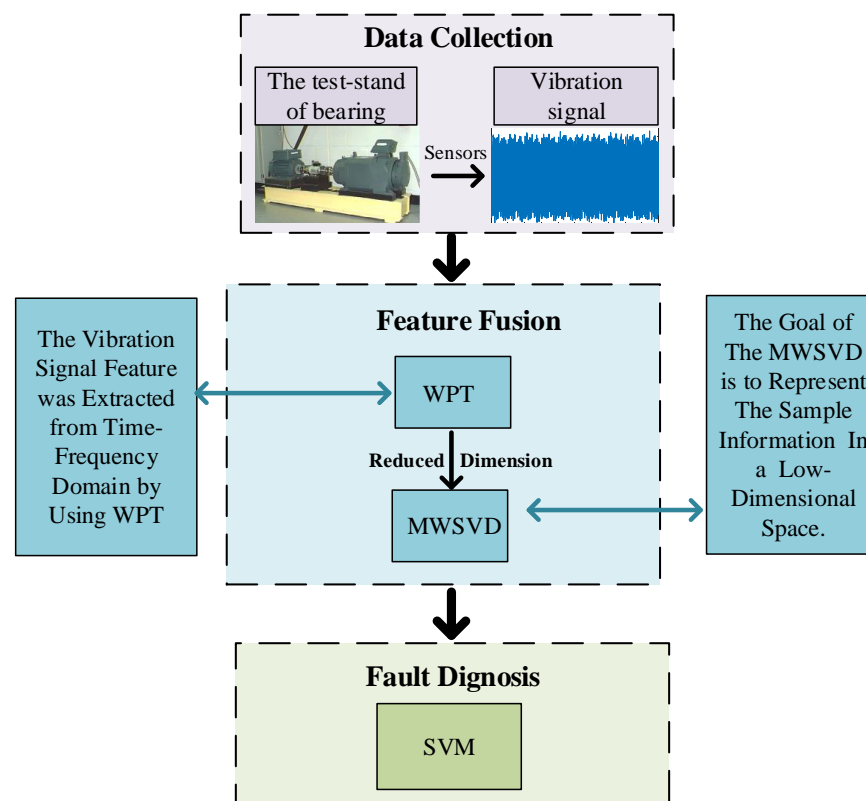 Data Collection
The test-stand
of bearing
Vibration
signal
Sensors
The Vibration
Signal Feature
was Extracted
from Time-
Frequency
Domain by
Using WPT
Feature Fusion
WPT
Reduced Dimension
MWSVD
The Goal of
The MWSVD
is to Represent
The Sample
Information In
a Low-
Dimensional
Space.
Fault Dignosis
SVM